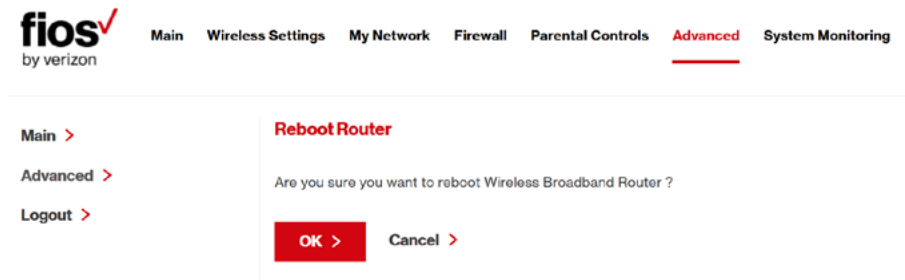 fios
by verizon
Main Wireless Settings My Network Firewall Parental Controls Advanced System Monitoring
Main >
Advanced >
Logout >
Reboot Router
Are you sure you want to reboot Wireless Broadband Router ?
OK > Cancel >